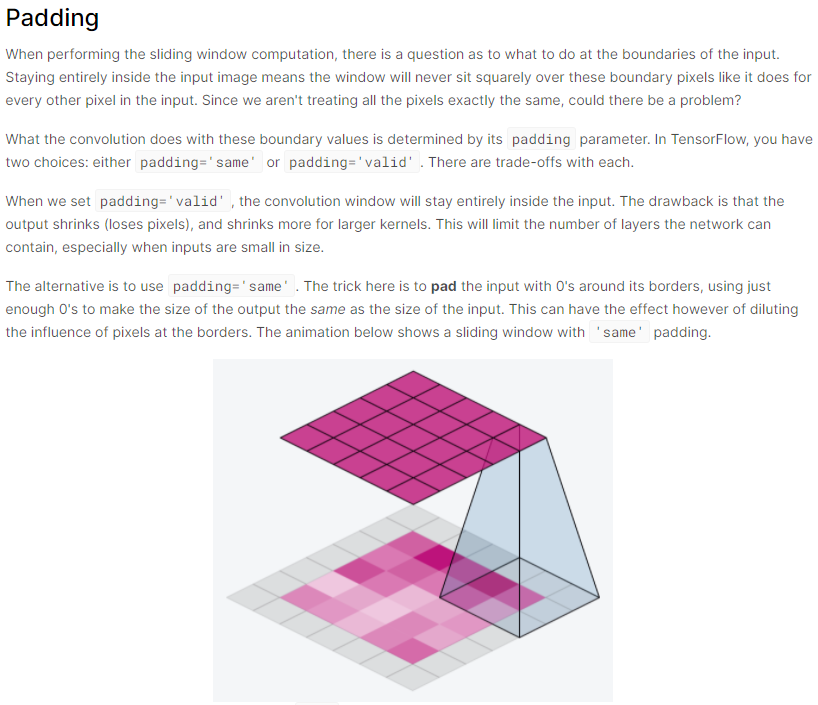 Padding
When performing the sliding window computation, there is a question as to what to do at the boundaries of the input.
Staying entirely inside the input image means the window will never sit squarely over these boundary pixels like it does for
every other pixel in the input. Since we aren't treating all the pixels exactly the same, could there be a problem?
What the convolution does with these boundary values is determined by its padding parameter. In TensorFlow, you have
two choices: either padding='same' or padding='valid' . There are trade-offs with each.
When we set padding='valid' , the convolution window will stay entirely inside the input. The drawback is that the
output shrinks (loses pixels), and shrinks more for larger kernels. This will limit the number of layers the network can
contain, especially when inputs are small in size.
The alternative is to use padding='same' . The trick here is to pad the input with 0's around its borders, using just
enough 0's to make the size of the output the same as the size of the input. This can have the effect however of diluting
the influence of pixels at the borders. The animation below shows a sliding window with 'same' padding.